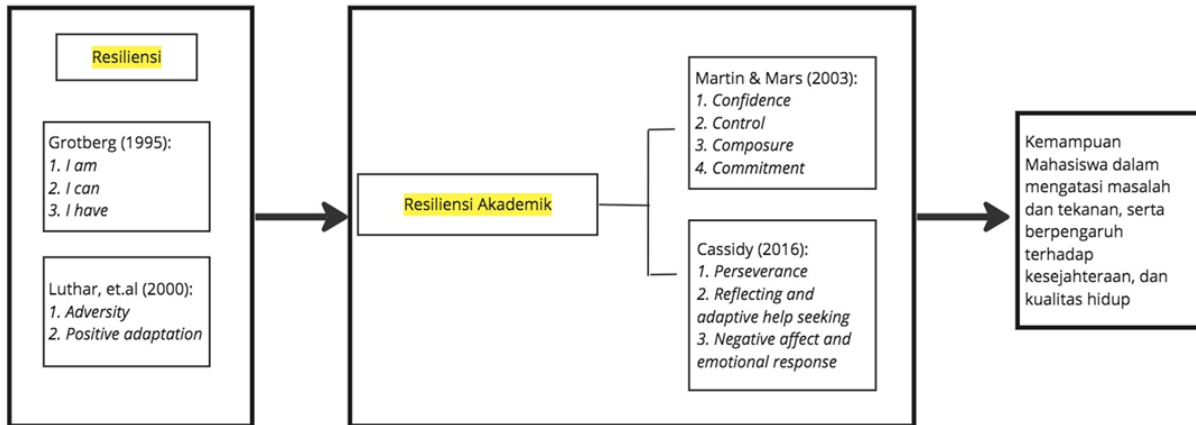 Resiliensi
Grotberg (1995):
1. I am
2. I can
3. I have
Luthar, et.al (2000):
1. Adversity
2. Positive adaptation
Resiliensi Akademik
Martin & Mars (2003):
1. Confidence
2. Control
3. Composure
4. Commitment
Cassidy (2016):
1. Perseverance
2. Reflecting and
adaptive help seeking
3. Negative affect and
emotional response
Kemampuan
Mahasiswa dalam
mengatasi masalah
dan tekanan, serta
berpengaruh
terhadap
kesejahteraan, dan
kualitas hidup